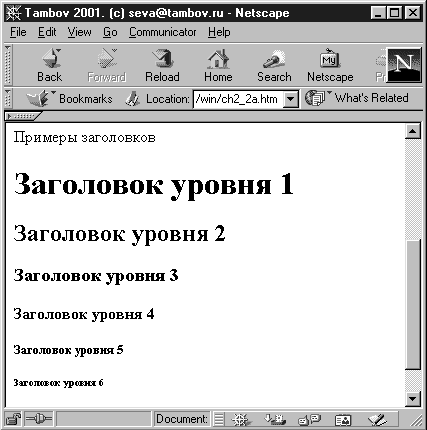 Tambov 2001. (c) seva@tambov.ru - Netscape
File Edit View Go Communicator Help
Back Forward Reload Home Search Netscape
Bookmarks Location: /win/ch2_2a.htm What's Related
Примеры заголовков
Заголовок уровня 1
Заголовок уровня 2
Заголовок уровня 3
Заголовок уровня 4
Заголовок уровня 5
Заголовок уровня 6
Document: